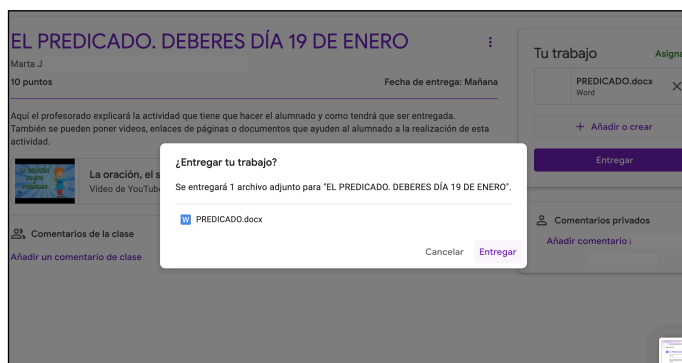 EL PREDICADO. DEBERES DÍA 19 DE ENERO
Marta J
10 puntos
Fecha de entrega: Mañana
Aquí el profesorado explicará la actividad que tiene que hacer el alumnado y como tendrá que ser entregada.
También se pueden poner videos, enlaces de páginas o documentos que ayuden al alumnado a la realización de esta
actividad.
La oración, el s
Vídeo de YouTube
Comentarios de la clase
Añadir un comentario de clase
¿Entregar tu trabajo?
Se entregará 1 archivo adjunto para "EL PREDICADO. DEBERES DÍA 19 DE ENERO".
W PREDICADO.docx
Cancelar Entregar
Tu trabajo Asigna
PREDICADO.docx
Word
+ Añadir o crear
Entregar
Comentarios privados
Añadir comentario